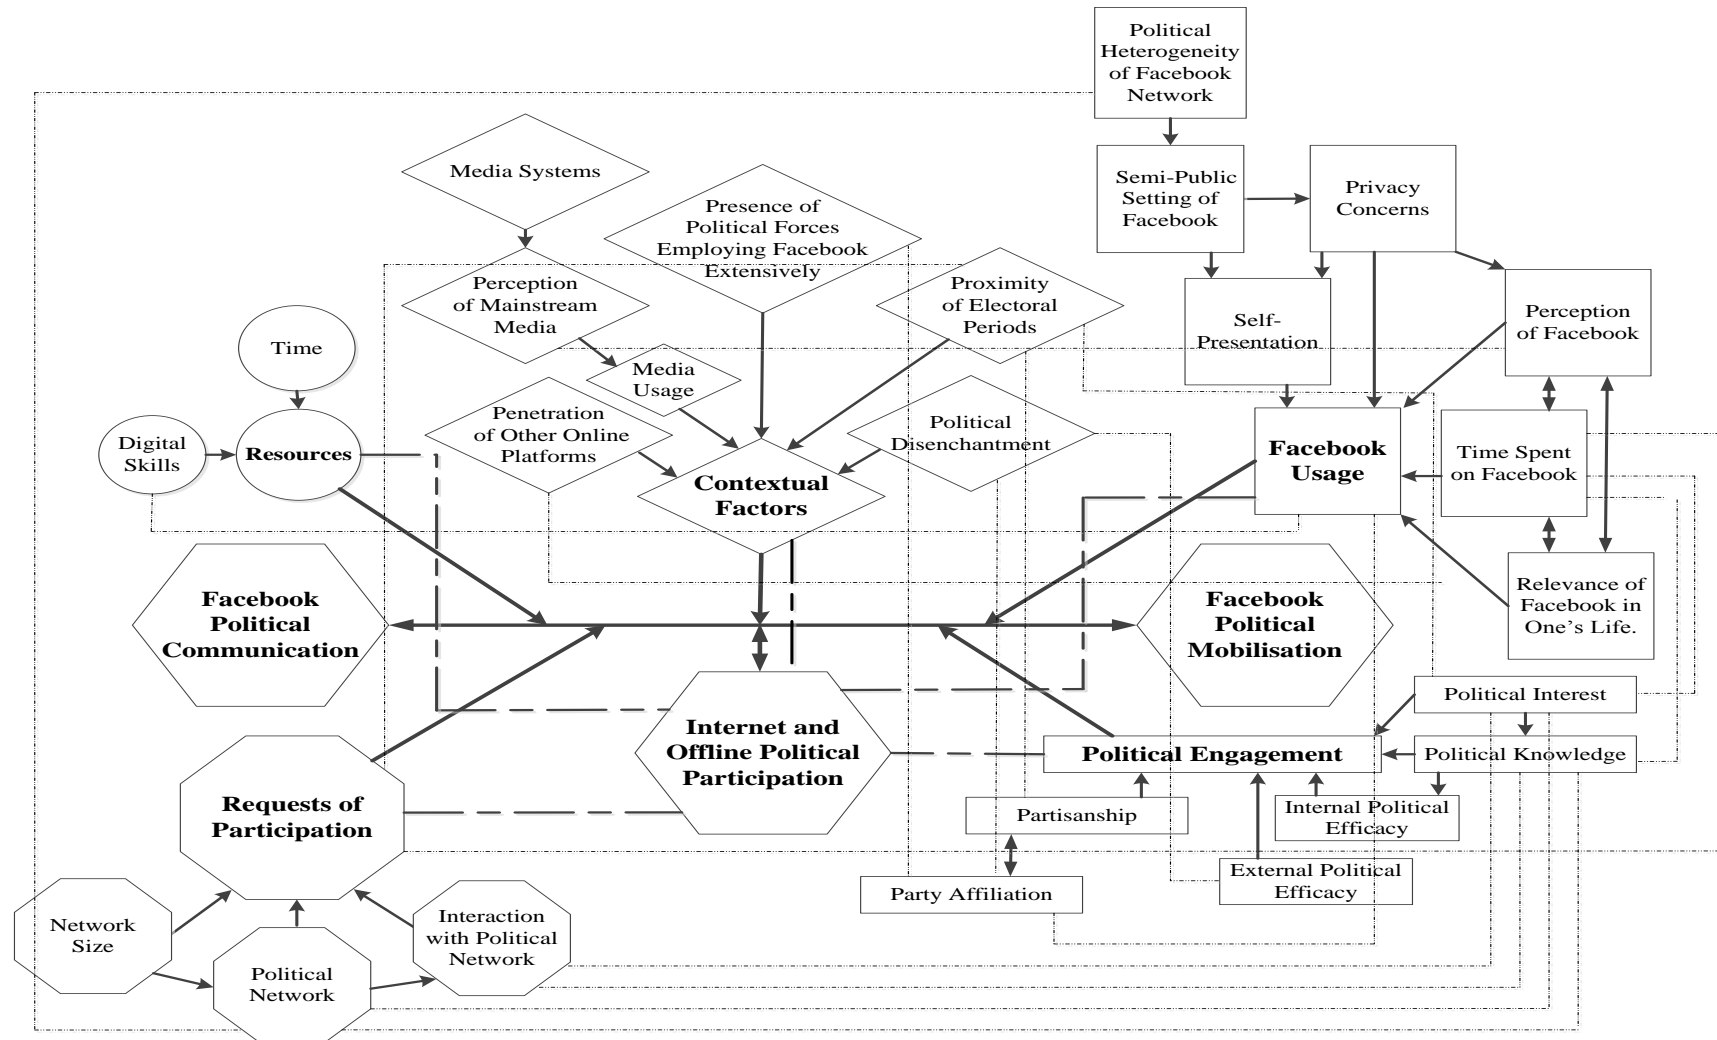 Political
Heterogeneity
of Facebook
Network
Media Systems
Semi-Public
Setting of
Facebook
Privacy
Concerns
Presence of
Political Forces
Employing Facebook
Extensively
Perception
of Mainstream
Media
Proximity
of Electoral
Periods
Self-
Presentation
Perception
of Facebook
Time
Media
Usage
Digital
Skills
Resources
Penetration
of Other Online
Platforms
Political
Disenchantment
Contextual
Factors
Facebook
Usage
Time Spent
on Facebook
Facebook
Political
Communication
Facebook
Political
Mobilisation
Relevance of
Facebook in
One's Life.
Internet and
Offline Political
Participation
Political Interest
Political Engagement
Political Knowledge
Requests of
Participation
Partisanship
Internal Political
Efficacy
External Political
Efficacy
Party Affiliation
Network
Size
Interaction
with Political
Network
Political
Network